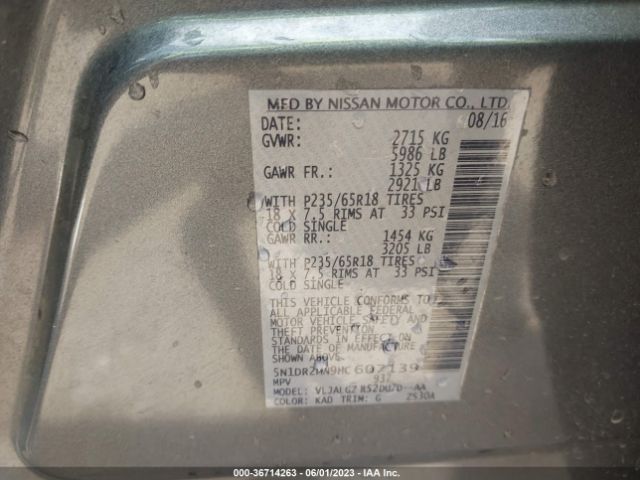 MFD BY NISSAN MOTOR CO., LTD.
DATE: 08/16
GVWR: 2715 KG
5986 LB
GAWR FR.: 1325 KG
2921 LB
WITH P235/65R18 TIRES
18 X 7.5 RIMS AT 33 PSI
COLD SINGLE
GAWR RR.: 1454 KG
3205 LB
WITH P235/65R18 TIRES
18 X 7.5 RIMS AT 33 PSI
COLD SINGLE
THIS VEHICLE CONFORMS TO
ALL APPLICABLE FEDERAL
MOTOR VEHICLE SAFETY AND
THEFT PREVENTION
STANDARDS IN EFFECT ON
THE DATE OF MANUFACTURE
SHOWN ABOVE.
5N1DR2MN9HC 607139
MPV
MODEL:
COLOR: KAD TRIM: G 2530A
000-36714263 - 06/01/2023 - IAA Inc.